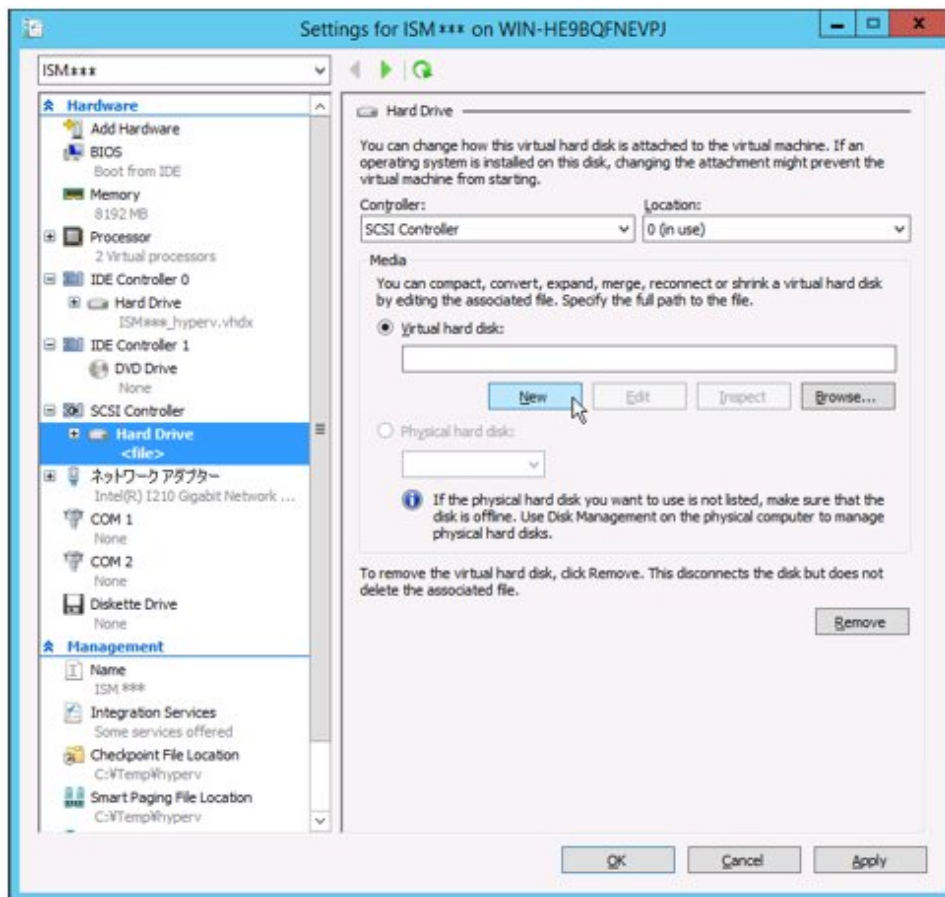 Settings for ISM*** on WIN-HE9BQFNEVPJ
ISM***
Hardware
Add Hardware
BIOS
Boot from IDE
Memory
8192 MB
Processor
2 Virtual processors
IDE Controller 0
Hard Drive
ISM***_hyperv.vhdx
IDE Controller 1
DVD Drive
None
SCSI Controller
Hard Drive
<file>
ネットワーク アダプター
Intel(R) I210 Gigabit Network ...
COM 1
None
COM 2
None
Diskette Drive
None
Management
Name
ISM ***
Integration Services
Some services offered
Checkpoint File Location
C:¥Temp¥hyperv
Smart Paging File Location
C:¥Temp¥hyperv
Hard Drive
You can change how this virtual hard disk is attached to the virtual machine. If an
operating system is installed on this disk, changing the attachment might prevent the
virtual machine from starting.
Controller: Location:
SCSI Controller 0 (in use)
Media
You can compact, convert, expand, merge, reconnect or shrink a virtual hard disk
by editing the associated file. Specify the full path to the file.
Virtual hard disk:
New Edit Inspect Browse...
Physical hard disk:
If the physical hard disk you want to use is not listed, make sure that the
disk is offline. Use Disk Management on the physical computer to manage
physical hard disks.
To remove the virtual hard disk, click Remove. This disconnects the disk but does not
delete the associated file.
Remove
OK Cancel Apply